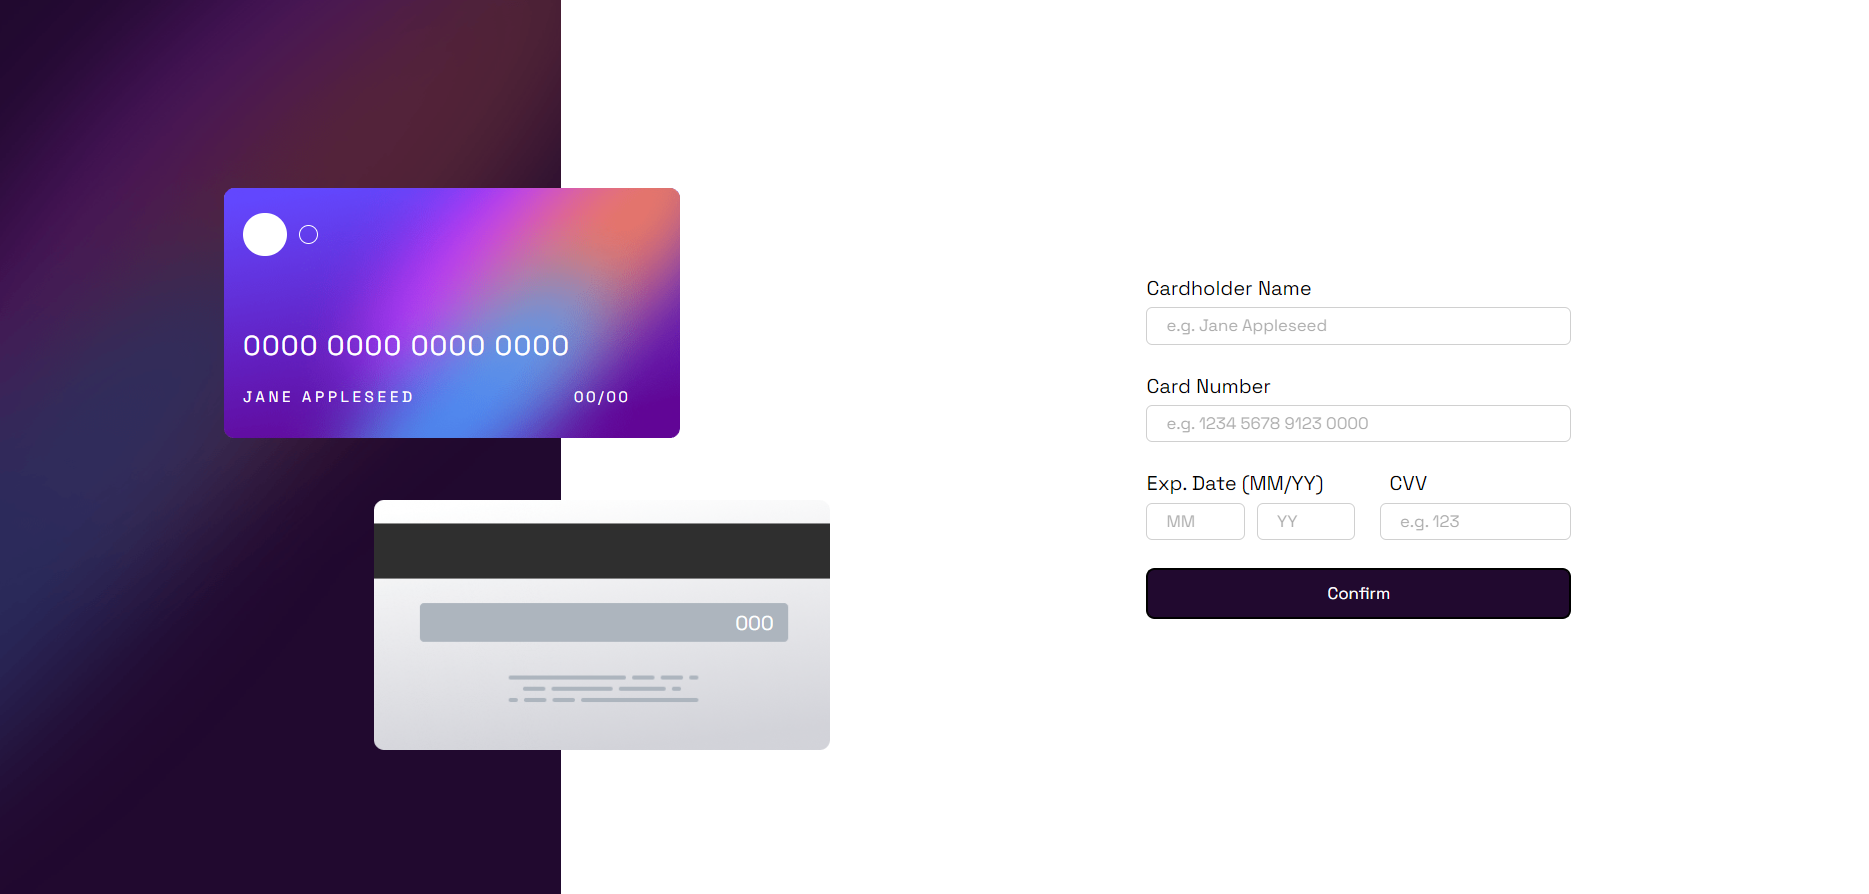 0000 0000 0000 0000
JANE APPLESEED 00/00
000
Cardholder Name
e.g. Jane Appleseed
Card Number
e.g. 1234 5678 9123 0000
Exp. Date (MM/YY) CVV
MM YY e.g. 123
Confirm